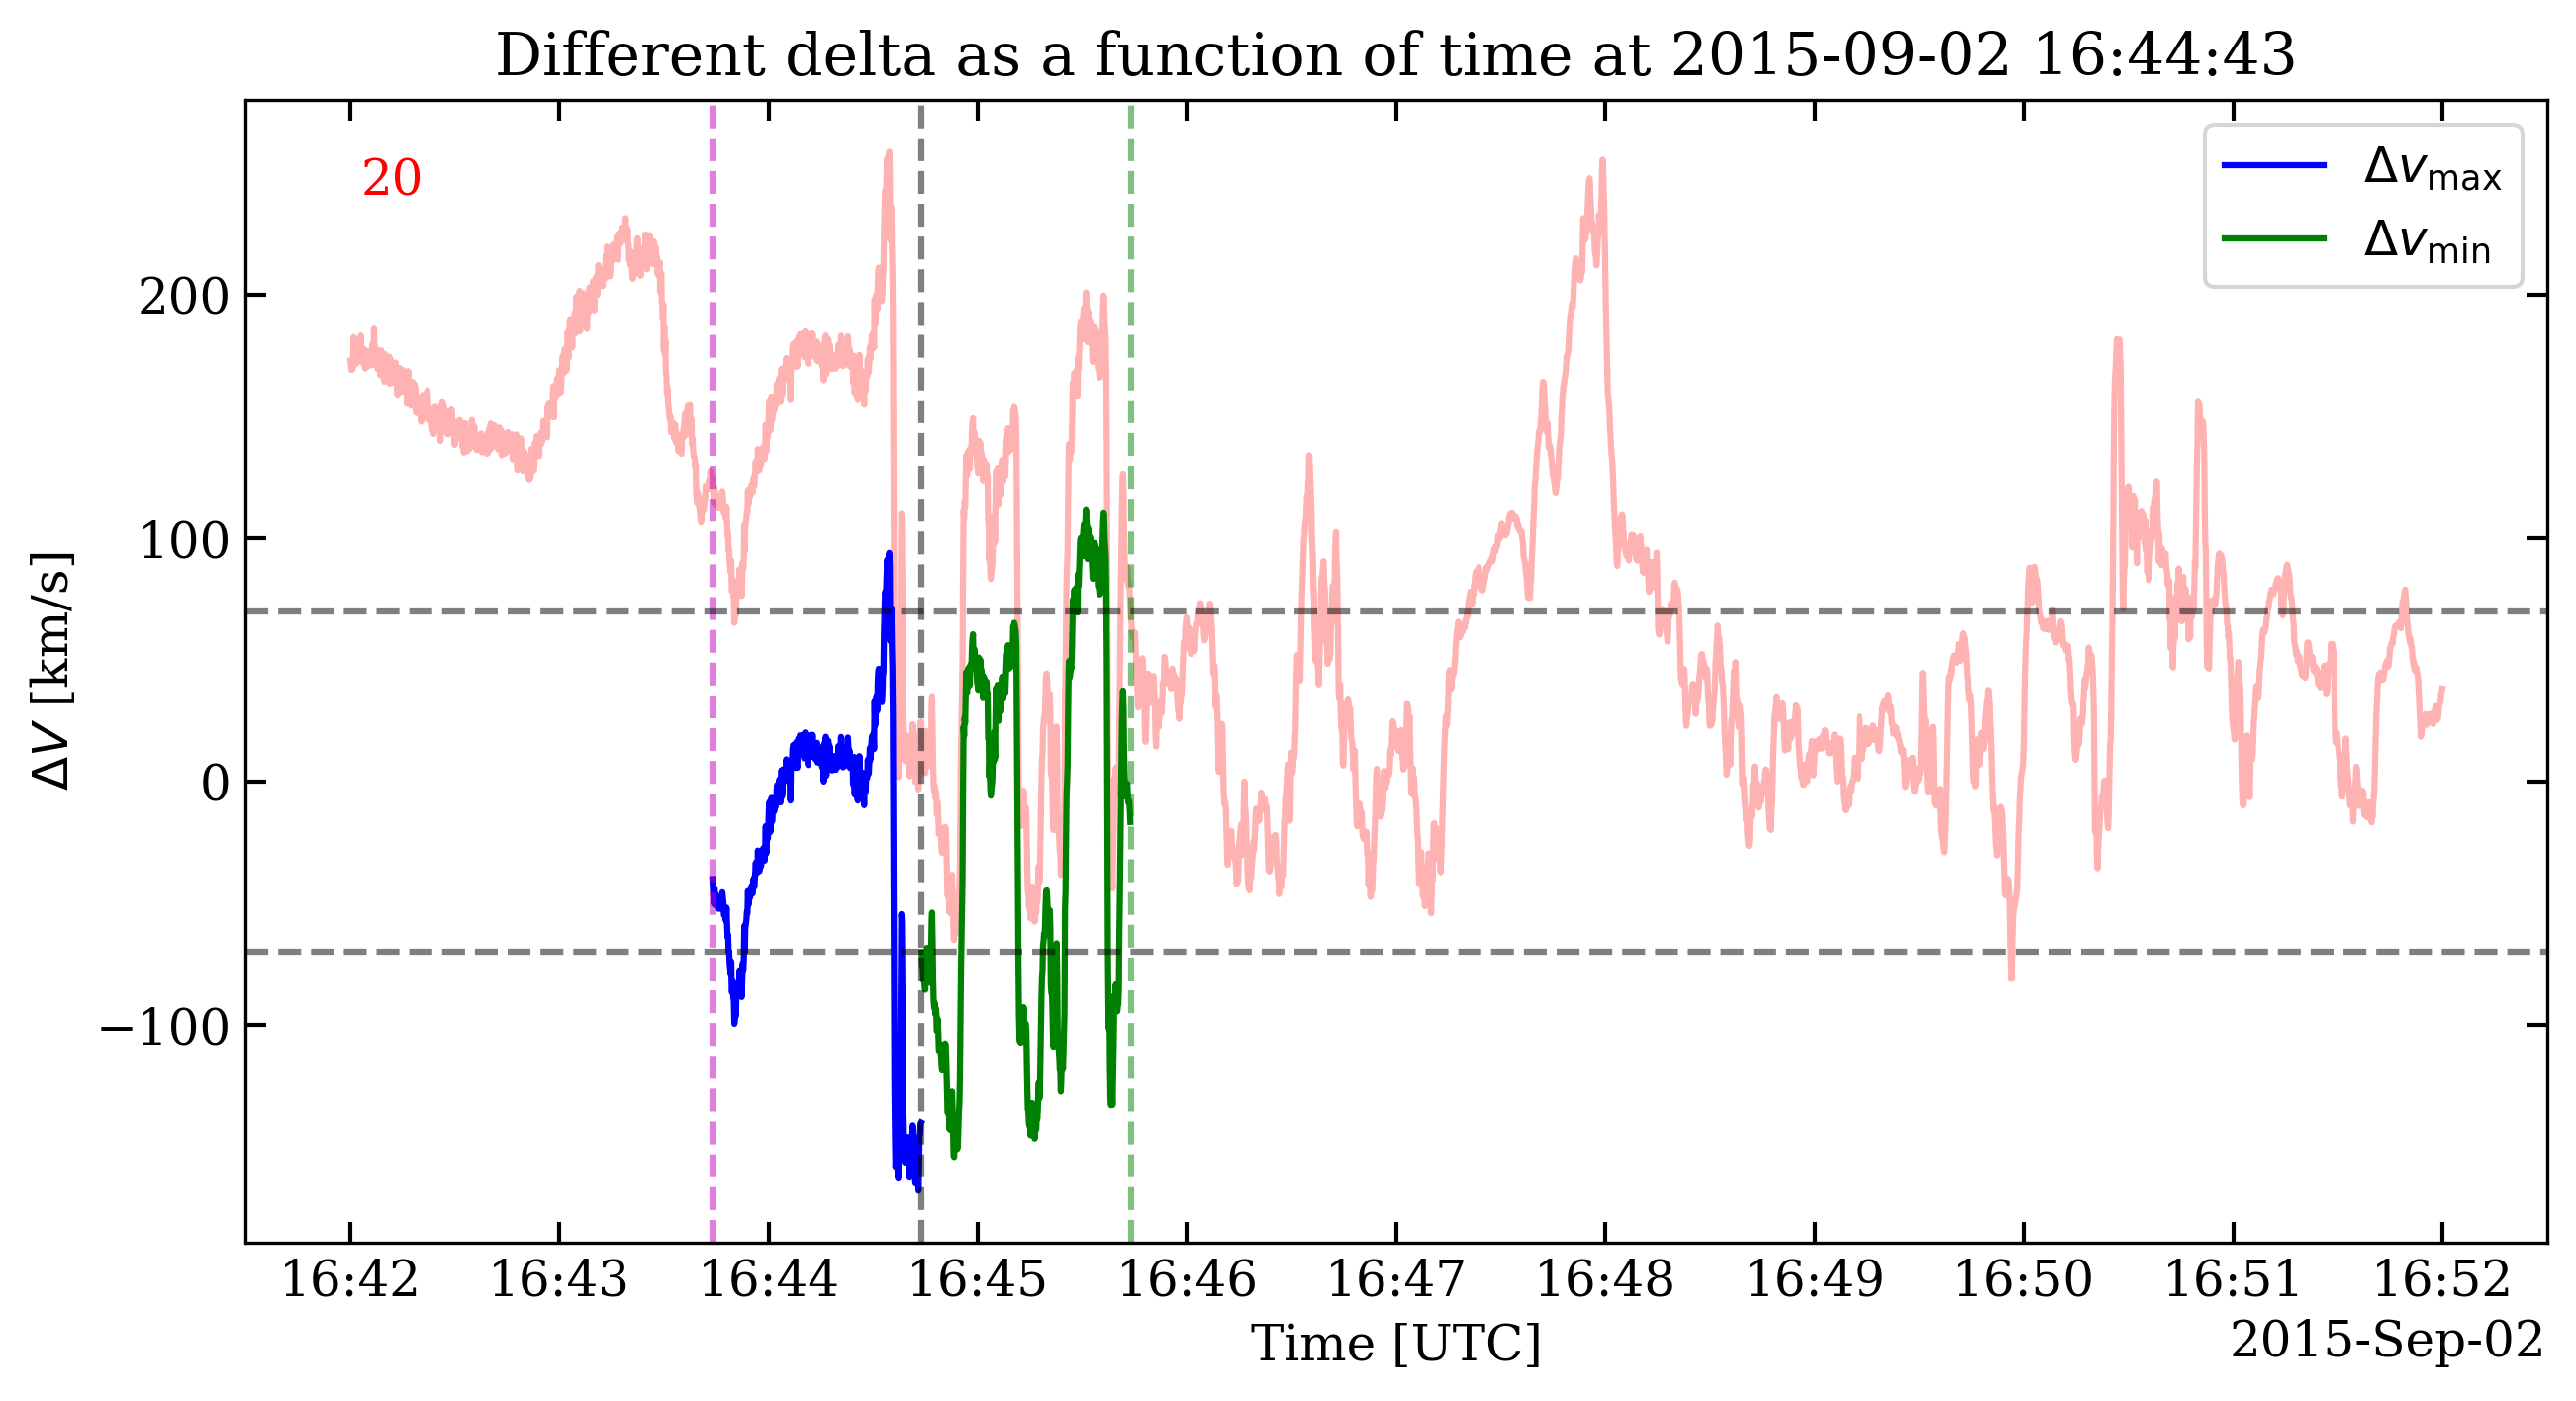 Different delta as a function of time at 2015-09-02 16:44:43
20
Δv_max
Δv_min
ΔV [km/s]
200
100
0
−100
16:42 16:43 16:44 16:45 16:46 16:47 16:48 16:49 16:50 16:51 16:52
Time [UTC]
2015-Sep-02